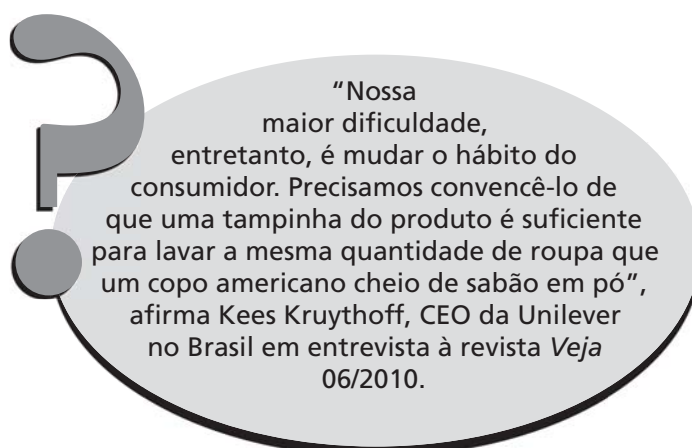 “Nossa
maior dificuldade,
entretanto, é mudar o hábito do
consumidor. Precisamos convencê-lo de
que uma tampinha do produto é suficiente
para lavar a mesma quantidade de roupa que
um copo americano cheio de sabão em pó”,
afirma Kees Kruythoff, CEO da Unilever
no Brasil em entrevista à revista Veja
06/2010.